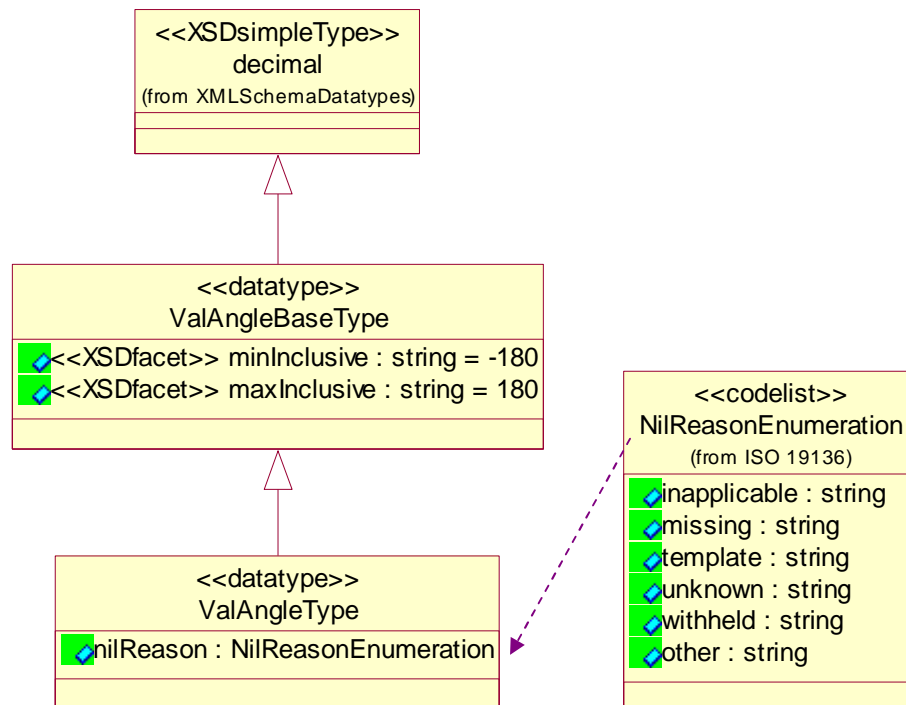 <<XSDsimpleType>>
decimal
(from XMLSchemaDatatypes)
<<datatype>>
ValAngleBaseType
<<XSDfacet>> minInclusive : string = -180
<<XSDfacet>> maxInclusive : string = 180
<<codelist>>
NilReasonEnumeration
(from ISO 19136)
inapplicable : string
missing : string
template : string
unknown : string
withheld : string
other : string
<<datatype>>
ValAngleType
nilReason : NilReasonEnumeration